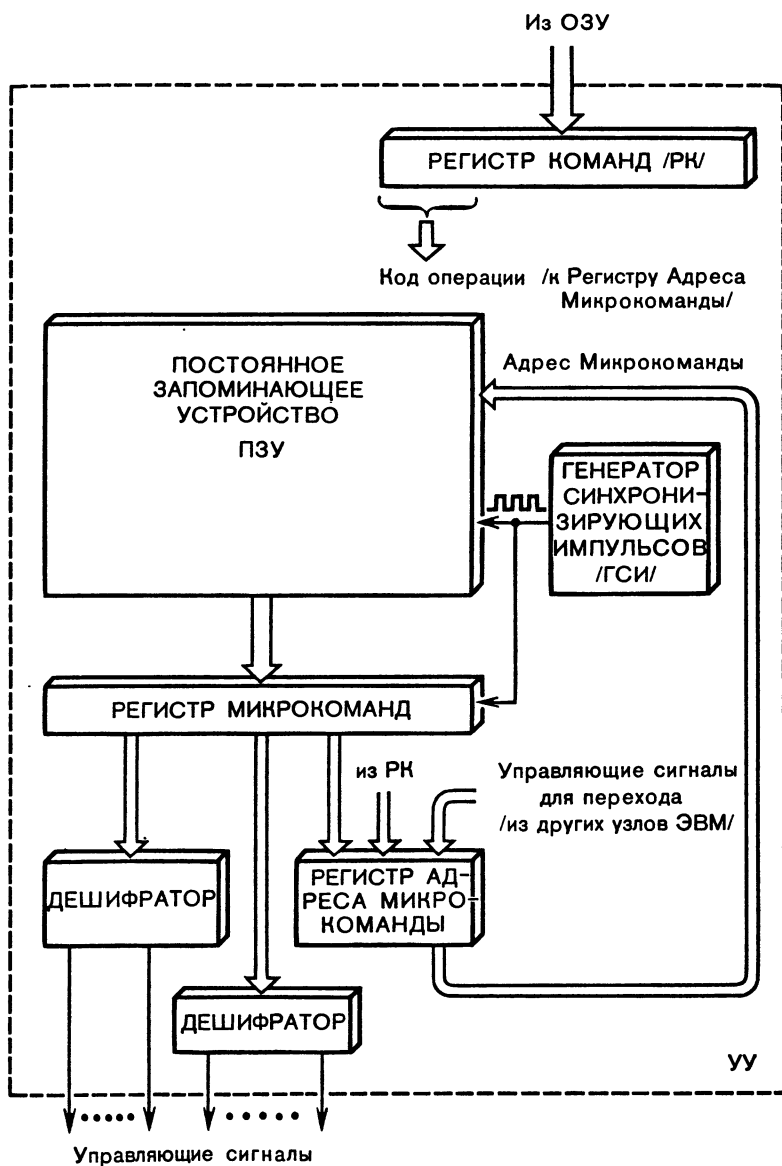 Из ОЗУ
РЕГИСТР КОМАНД /РК/
Код операции /к Регистру Адреса
Микрокоманды/
ПОСТОЯННОЕ
ЗАПОМИНАЮЩЕЕ
УСТРОЙСТВО
ПЗУ
Адрес Микрокоманды
ГЕНЕРАТОР
СИНХРОНИ-
ЗИРУЮЩИХ
ИМПУЛЬСОВ
/ГСИ/
РЕГИСТР МИКРОКОМАНД
из РК
Управляющие сигналы
для перехода
/из других узлов ЭВМ/
ДЕШИФРАТОР
РЕГИСТР АД-
РЕСА МИКРО-
КОМАНДЫ
ДЕШИФРАТОР
УУ
Управляющие сигналы